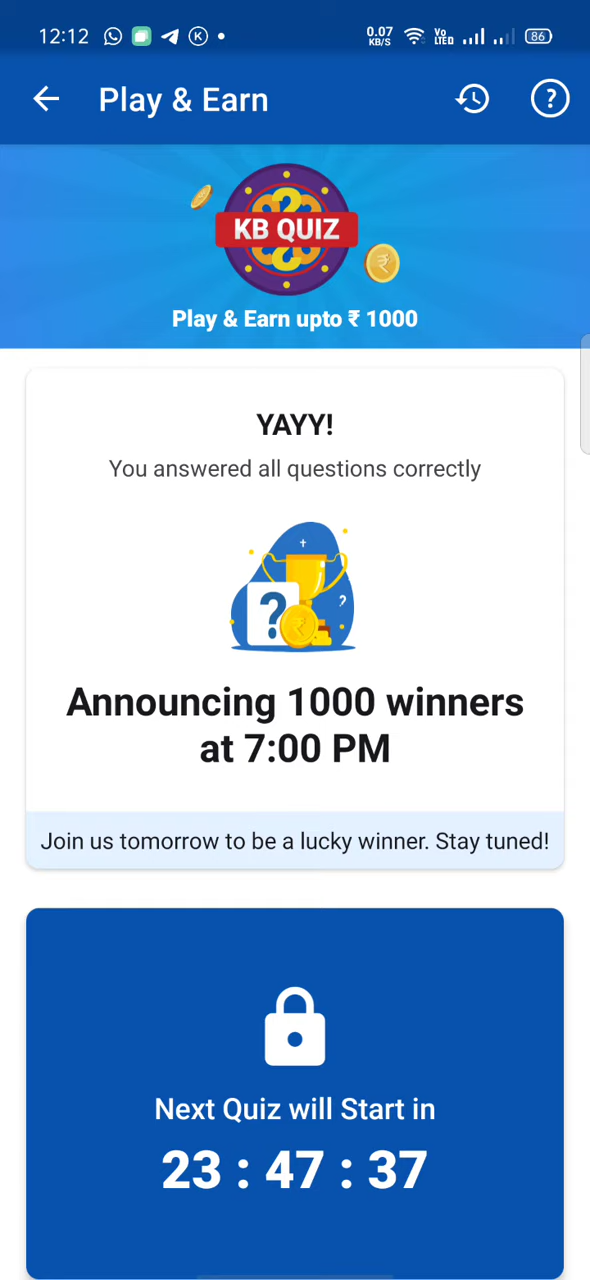 12:12 K 0.07 KB/S Vo LTED 86
Play & Earn ?
KB QUIZ
₹
Play & Earn upto ₹ 1000
YAYY!
You answered all questions correctly
?
? ₹
Announcing 1000 winners
at 7:00 PM
Join us tomorrow to be a lucky winner. Stay tuned!
Next Quiz will Start in
23 : 47 : 37